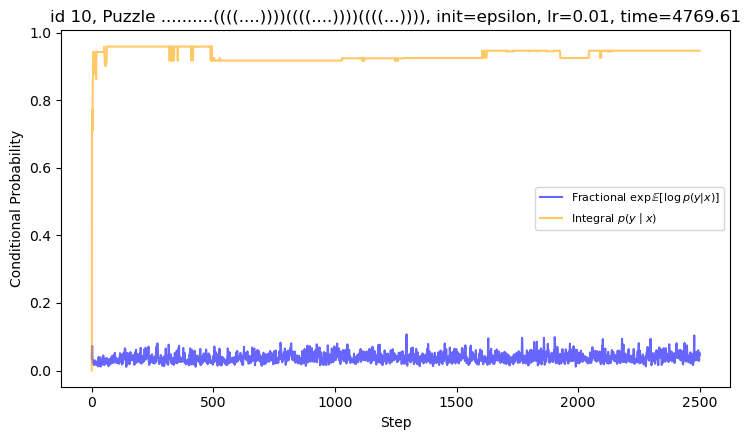 id 10, Puzzle ..........((((....))))((((....))))((((...)))), init=epsilon, lr=0.01, time=4769.61
1.0
0.8
0.6
0.4
0.2
0.0
Conditional Probability
Fractional exp𝔼[log p(y|x)]
Integral p(y | x)
0
500
1000
1500
2000
2500
Step